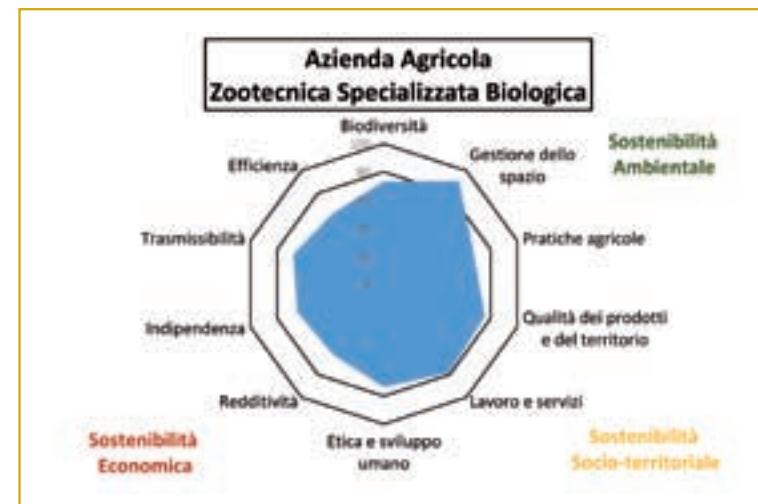 Azienda Agricola
Zootecnica Specializzata Biologica
Biodiversità
Efficienza
Gestione dello
spazio
Sostenibilità
Ambientale
Trasmissibilità
Pratiche agricole
Indipendenza
Qualità dei prodotti
e del territorio
Redditività
Lavoro e servizi
Sostenibilità
Economica
Etica e sviluppo
umano
Sostenibilità
Socio-territoriale